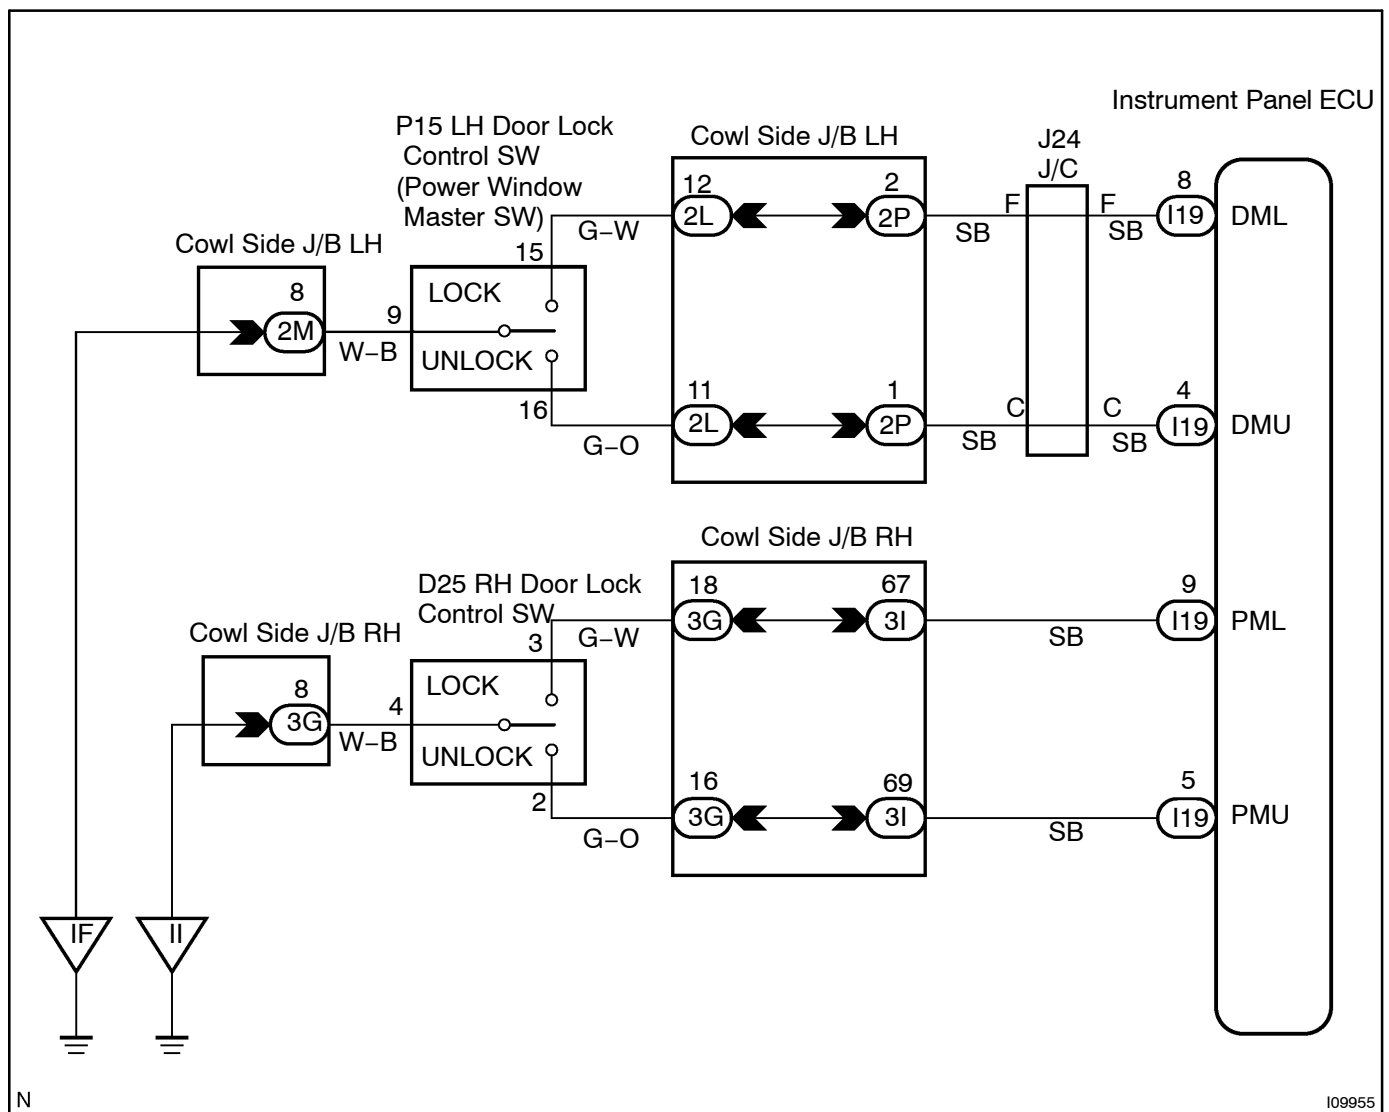 Instrument Panel ECU
P15 LH Door Lock
Control SW
(Power Window
Master SW)
Cowl Side J/B LH
J24
J/C
Cowl Side J/B LH
8
2M
9
W−B
LOCK
UNLOCK
15
G−W
16
G−O
12
2L
2
2P
SB
F
F
SB
8
I19
DML
11
2L
1
2P
SB
C
C
SB
4
I19
DMU
Cowl Side J/B RH
D25 RH Door Lock
Control SW
Cowl Side J/B RH
8
3G
4
W−B
LOCK
UNLOCK
3
G−W
2
G−O
18
3G
67
3I
SB
9
I19
PML
16
3G
69
3I
SB
5
I19
PMU
IF
II
N
I09955